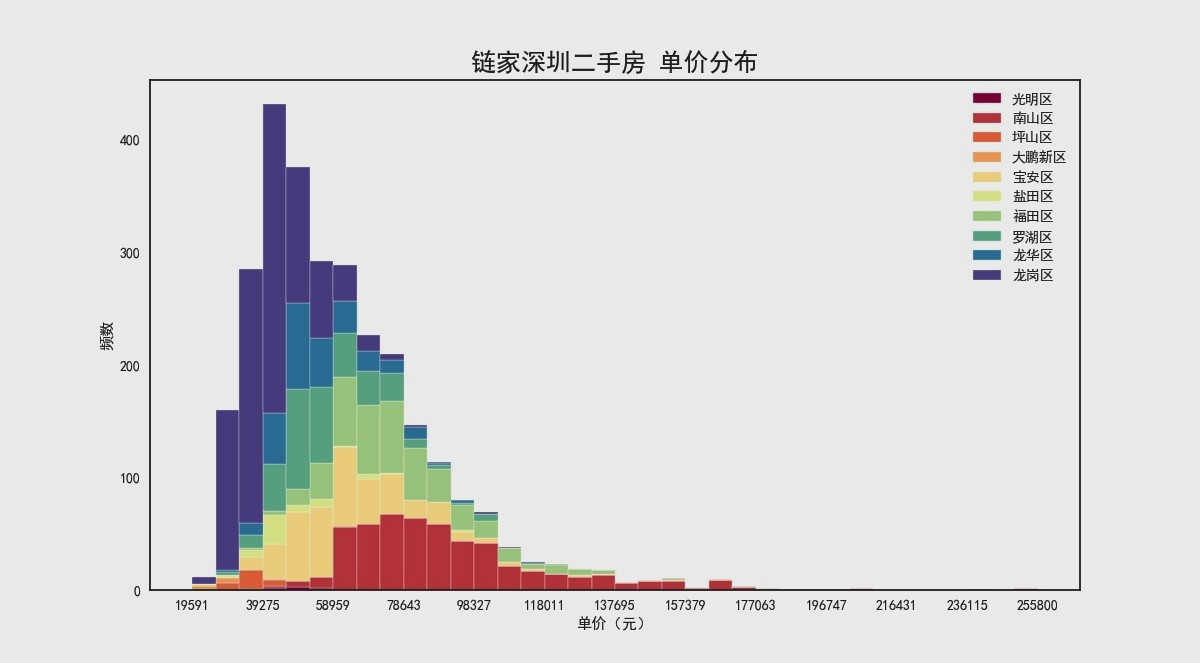 链家深圳二手房 单价分布
光明区
南山区
坪山区
大鹏新区
宝安区
盐田区
福田区
罗湖区
龙华区
龙岗区
频数
400
300
200
100
0
19591 39275 58959 78643 98327 118011 137695 157379 177063 196747 216431 236115 255800
单价（元）